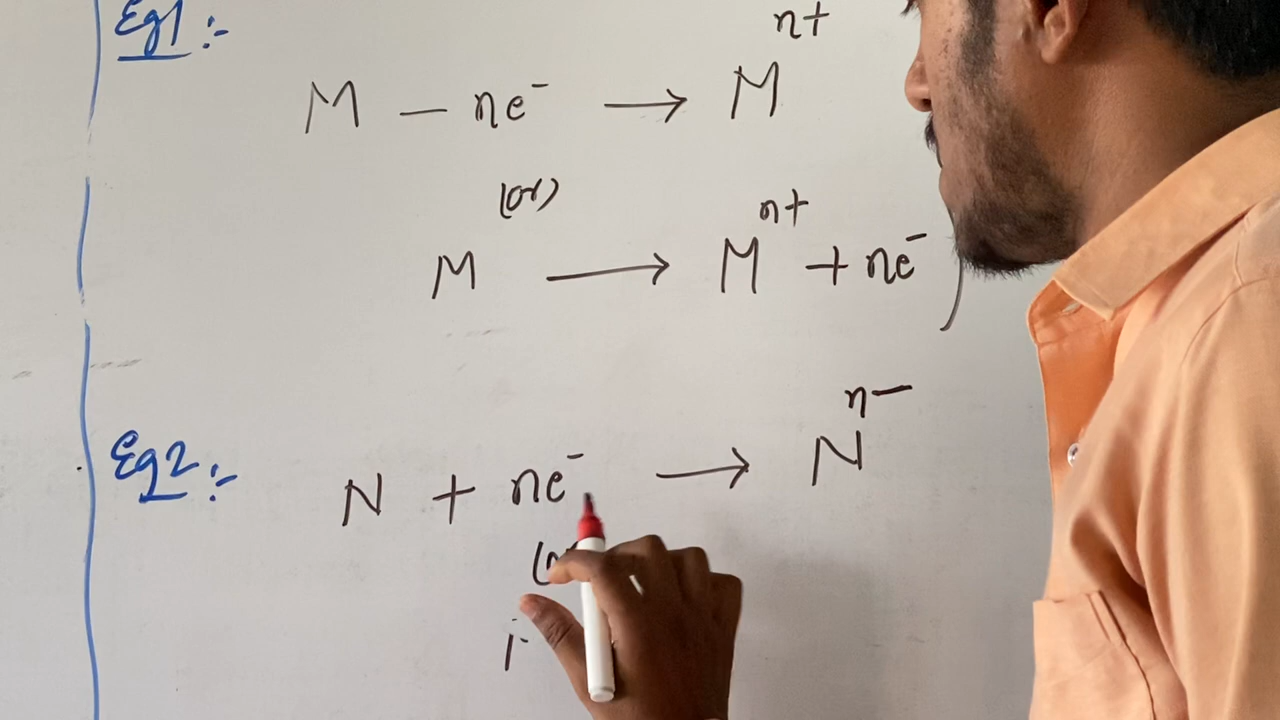 Eg1 :-
M — ne⁻ → Mⁿ⁺
(or)
M → Mⁿ⁺ + ne⁻
Eg2 :-
N + ne⁻ → Nⁿ⁻